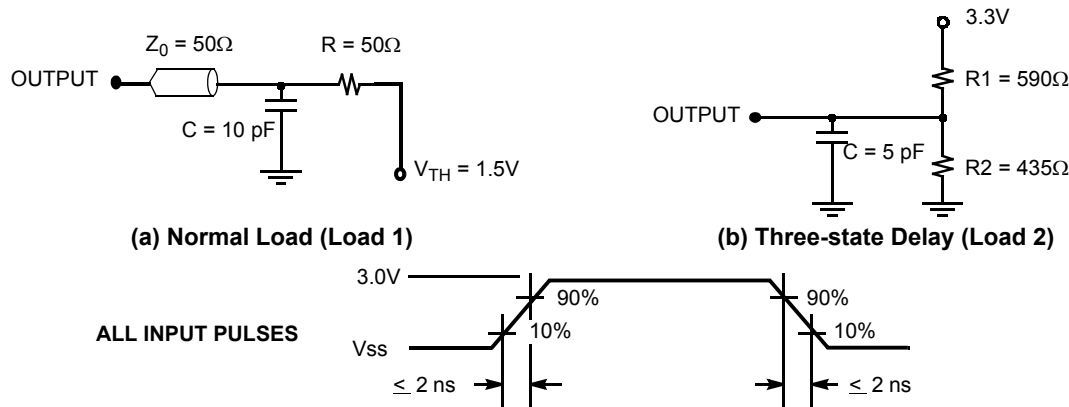 Z0 = 50Ω
R = 50Ω
OUTPUT
C = 10 pF
VTH = 1.5V
(a) Normal Load (Load 1)
3.3V
R1 = 590Ω
OUTPUT
C = 5 pF
R2 = 435Ω
(b) Three-state Delay (Load 2)
ALL INPUT PULSES
3.0V
90%
10%
Vss
≤ 2 ns
90%
10%
≤ 2 ns